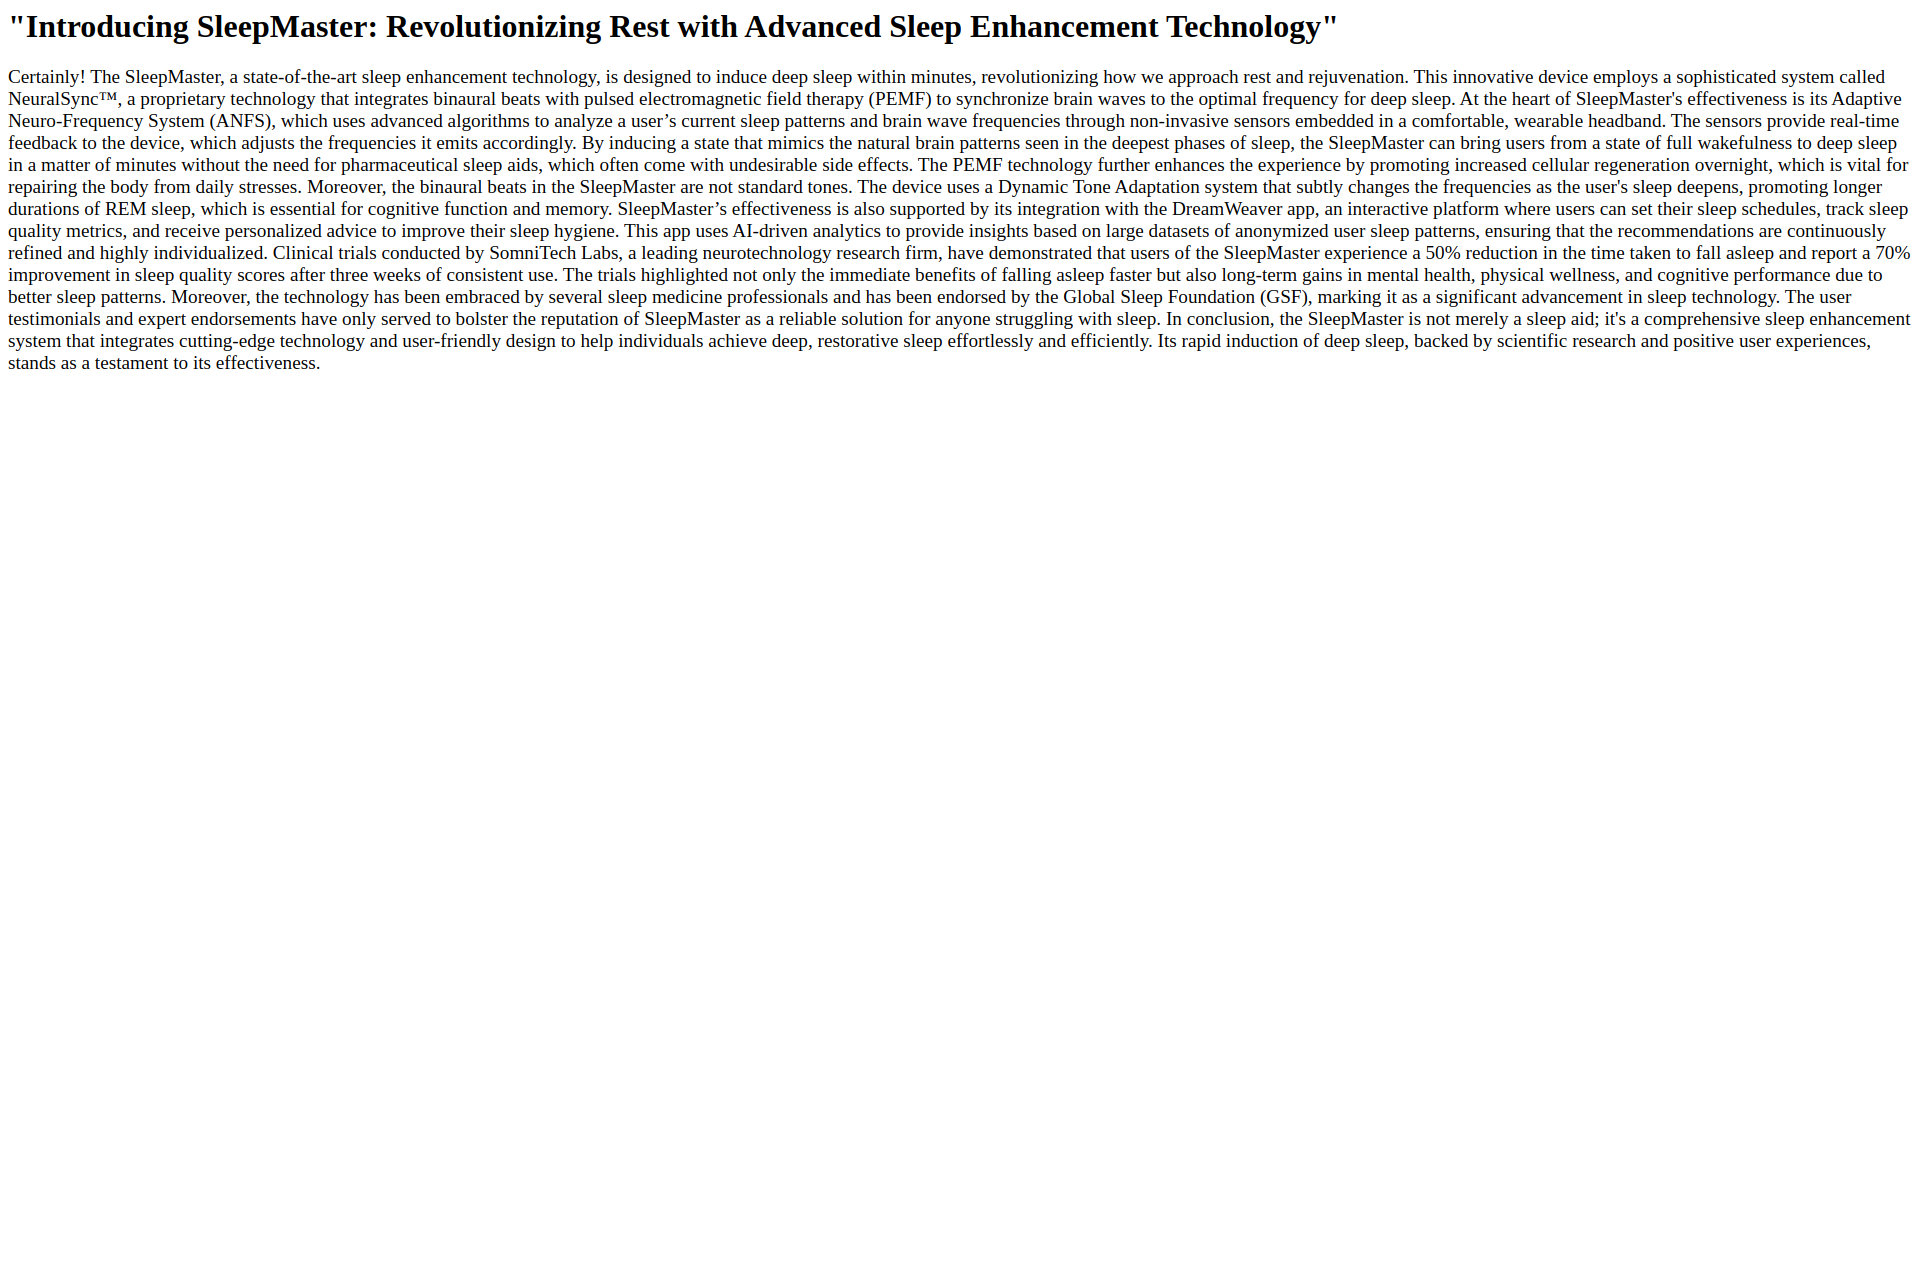 "Introducing SleepMaster: Revolutionizing Rest with Advanced Sleep Enhancement Technology"
Certainly! The SleepMaster, a state-of-the-art sleep enhancement technology, is designed to induce deep sleep within minutes, revolutionizing how we approach rest and rejuvenation. This innovative device employs a sophisticated system called
NeuralSync™, a proprietary technology that integrates binaural beats with pulsed electromagnetic field therapy (PEMF) to synchronize brain waves to the optimal frequency for deep sleep. At the heart of SleepMaster's effectiveness is its Adaptive
Neuro-Frequency System (ANFS), which uses advanced algorithms to analyze a user’s current sleep patterns and brain wave frequencies through non-invasive sensors embedded in a comfortable, wearable headband. The sensors provide real-time
feedback to the device, which adjusts the frequencies it emits accordingly. By inducing a state that mimics the natural brain patterns seen in the deepest phases of sleep, the SleepMaster can bring users from a state of full wakefulness to deep sleep
in a matter of minutes without the need for pharmaceutical sleep aids, which often come with undesirable side effects. The PEMF technology further enhances the experience by promoting increased cellular regeneration overnight, which is vital for
repairing the body from daily stresses. Moreover, the binaural beats in the SleepMaster are not standard tones. The device uses a Dynamic Tone Adaptation system that subtly changes the frequencies as the user's sleep deepens, promoting longer
durations of REM sleep, which is essential for cognitive function and memory. SleepMaster’s effectiveness is also supported by its integration with the DreamWeaver app, an interactive platform where users can set their sleep schedules, track sleep
quality metrics, and receive personalized advice to improve their sleep hygiene. This app uses AI-driven analytics to provide insights based on large datasets of anonymized user sleep patterns, ensuring that the recommendations are continuously
refined and highly individualized. Clinical trials conducted by SomniTech Labs, a leading neurotechnology research firm, have demonstrated that users of the SleepMaster experience a 50% reduction in the time taken to fall asleep and report a 70%
improvement in sleep quality scores after three weeks of consistent use. The trials highlighted not only the immediate benefits of falling asleep faster but also long-term gains in mental health, physical wellness, and cognitive performance due to
better sleep patterns. Moreover, the technology has been embraced by several sleep medicine professionals and has been endorsed by the Global Sleep Foundation (GSF), marking it as a significant advancement in sleep technology. The user
testimonials and expert endorsements have only served to bolster the reputation of SleepMaster as a reliable solution for anyone struggling with sleep. In conclusion, the SleepMaster is not merely a sleep aid; it's a comprehensive sleep enhancement
system that integrates cutting-edge technology and user-friendly design to help individuals achieve deep, restorative sleep effortlessly and efficiently. Its rapid induction of deep sleep, backed by scientific research and positive user experiences,
stands as a testament to its effectiveness.